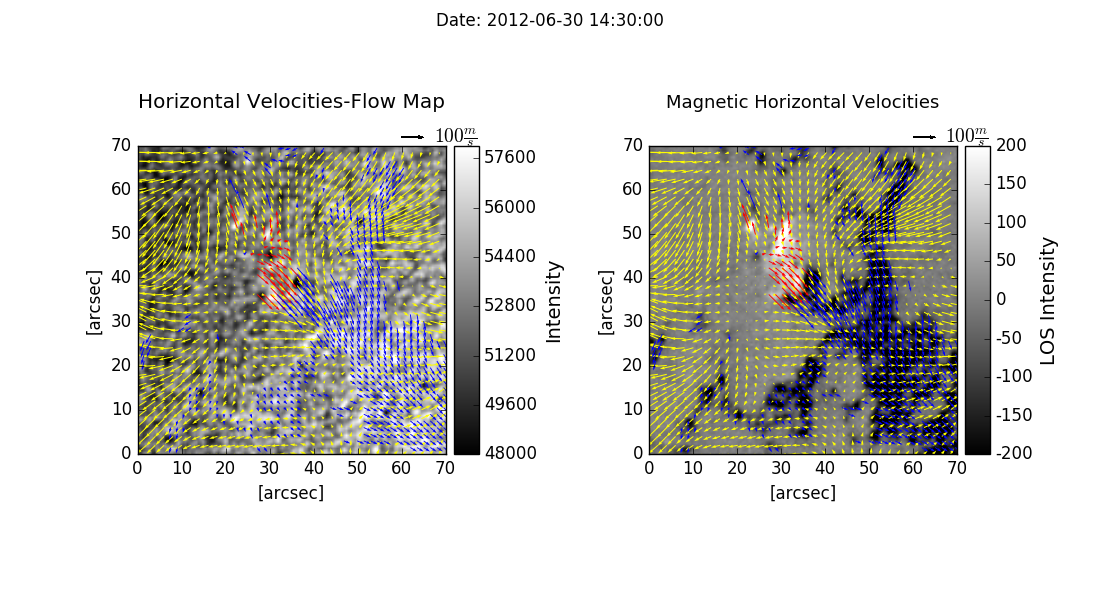 Date: 2012-06-30 14:30:00
Horizontal Velocities-Flow Map
100 m/s
70
60
50
40
30
20
10
0
[arcsec]
0 10 20 30 40 50 60 70
[arcsec]
57600
56000
54400
52800
51200
49600
48000
Intensity
Magnetic Horizontal Velocities
100 m/s
70
60
50
40
30
20
10
0
[arcsec]
0 10 20 30 40 50 60 70
[arcsec]
200
150
100
50
0
-50
-100
-150
-200
LOS Intensity